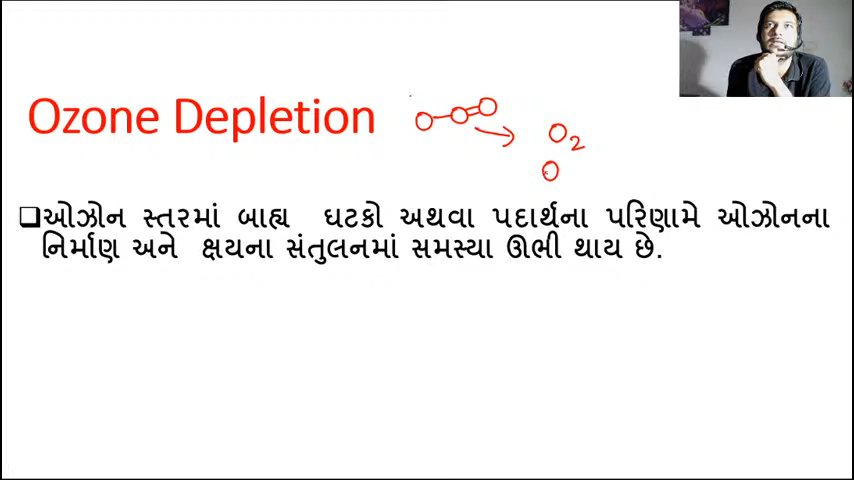 Ozone Depletion
O-O=O → O2
O
❑ઓઝોન સ્તરમાં બાહ્ય ઘટકો અથવા પદાર્થના પરિણામે ઓઝોનના
નિર્માણ અને ક્ષયના સંતુલનમાં સમસ્યા ઊભી થાય છે.